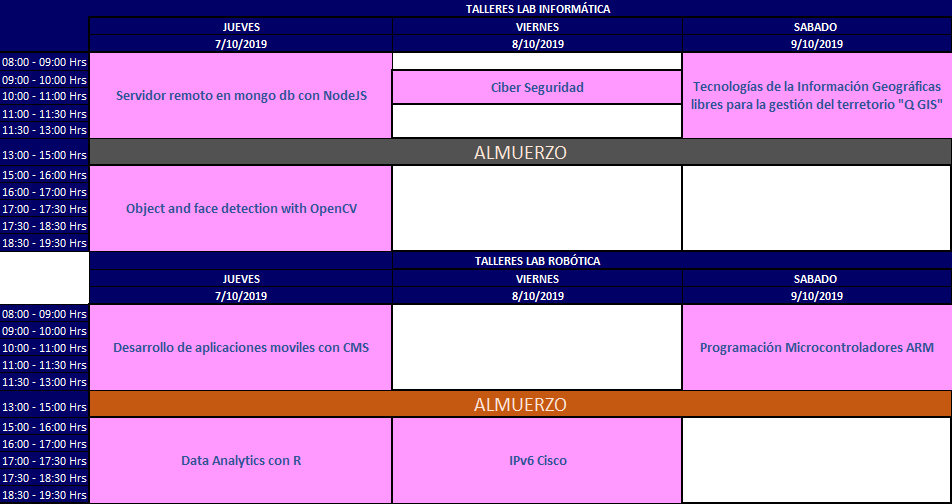 TALLERES LAB INFORMÁTICA
JUEVES VIERNES SABADO
7/10/2019 8/10/2019 9/10/2019
08:00 - 09:00 Hrs
09:00 - 10:00 Hrs
10:00 - 11:00 Hrs
11:00 - 11:30 Hrs
11:30 - 13:00 Hrs
Servidor remoto en mongo db con NodeJS
Ciber Seguridad
Tecnologías de la Información Geográficas
libres para la gestión del terretorio "Q GIS"
13:00 - 15:00 Hrs ALMUERZO
15:00 - 16:00 Hrs
16:00 - 17:00 Hrs
17:00 - 17:30 Hrs
17:30 - 18:30 Hrs
18:30 - 19:30 Hrs
Object and face detection with OpenCV
TALLERES LAB ROBÓTICA
JUEVES VIERNES SABADO
7/10/2019 8/10/2019 9/10/2019
08:00 - 09:00 Hrs
09:00 - 10:00 Hrs
10:00 - 11:00 Hrs
11:00 - 11:30 Hrs
11:30 - 13:00 Hrs
Desarrollo de aplicaciones moviles con CMS
Programación Microcontroladores ARM
13:00 - 15:00 Hrs ALMUERZO
15:00 - 16:00 Hrs
16:00 - 17:00 Hrs
17:00 - 17:30 Hrs
17:30 - 18:30 Hrs
18:30 - 19:30 Hrs
Data Analytics con R
IPv6 Cisco